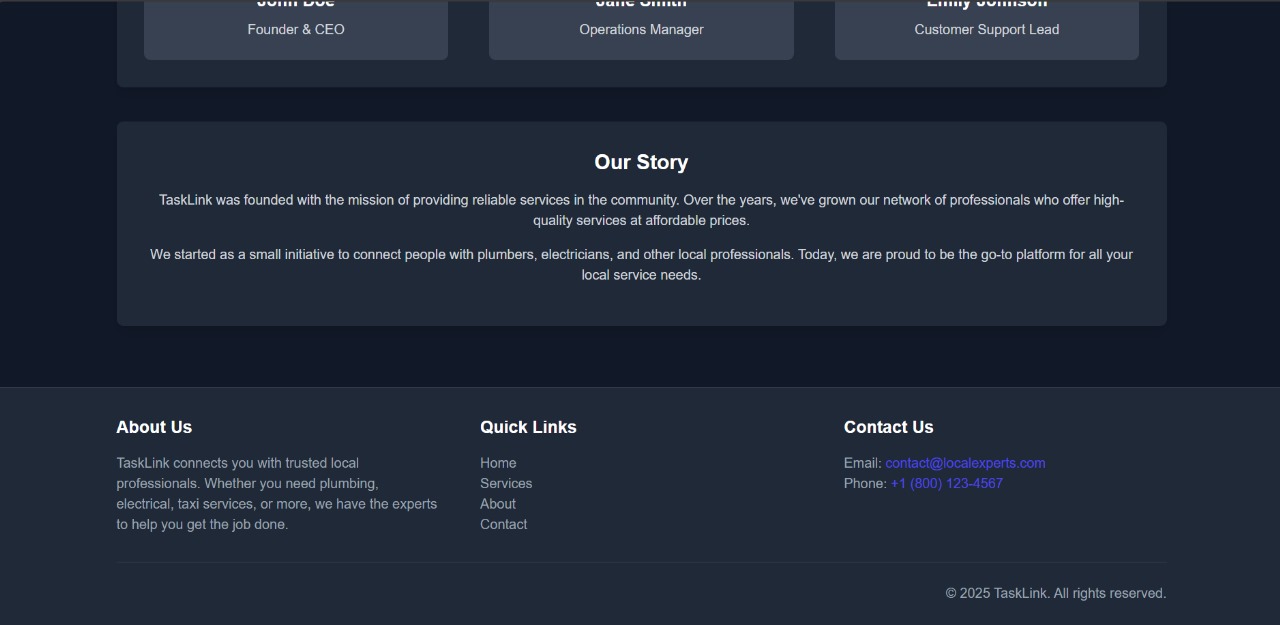 John Doe
Jane Smith
Emily Johnson
Founder & CEO
Operations Manager
Customer Support Lead
Our Story
TaskLink was founded with the mission of providing reliable services in the community. Over the years, we've grown our network of professionals who offer high-
quality services at affordable prices.
We started as a small initiative to connect people with plumbers, electricians, and other local professionals. Today, we are proud to be the go-to platform for all your
local service needs.
About Us
TaskLink connects you with trusted local
professionals. Whether you need plumbing,
electrical, taxi services, or more, we have the experts
to help you get the job done.
Quick Links
Home
Services
About
Contact
Contact Us
Email: contact@localexperts.com
Phone: +1 (800) 123-4567
© 2025 TaskLink. All rights reserved.